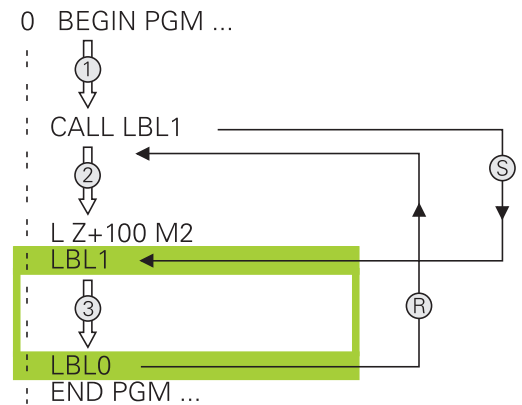 0 BEGIN PGM ...
1
CALL LBL1
S
2
L Z+100 M2
LBL1
3
R
LBL0
END PGM ...